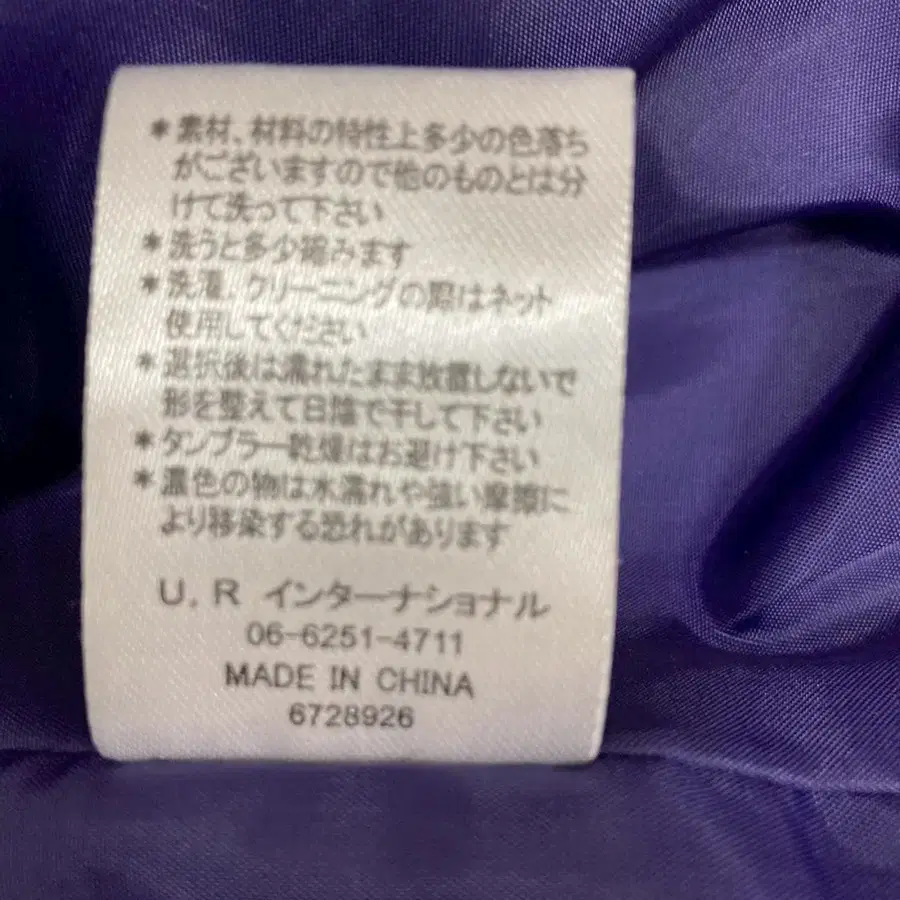 *素材、材料の特性上多少の色落ち
がございますので他のものとは分
けて洗って下さい
*洗うと多少縮みます
*洗濯、クリーニングの際はネット
使用してください
*選択後は濡れたまま放置しないで
形を整えて日陰で干して下さい
*タンブラー乾燥はお避け下さい
*濃色の物は水濡れや強い摩擦に
より移染する恐れがあります
U.R インターナショナル
06-6251-4711
MADE IN CHINA
6728926